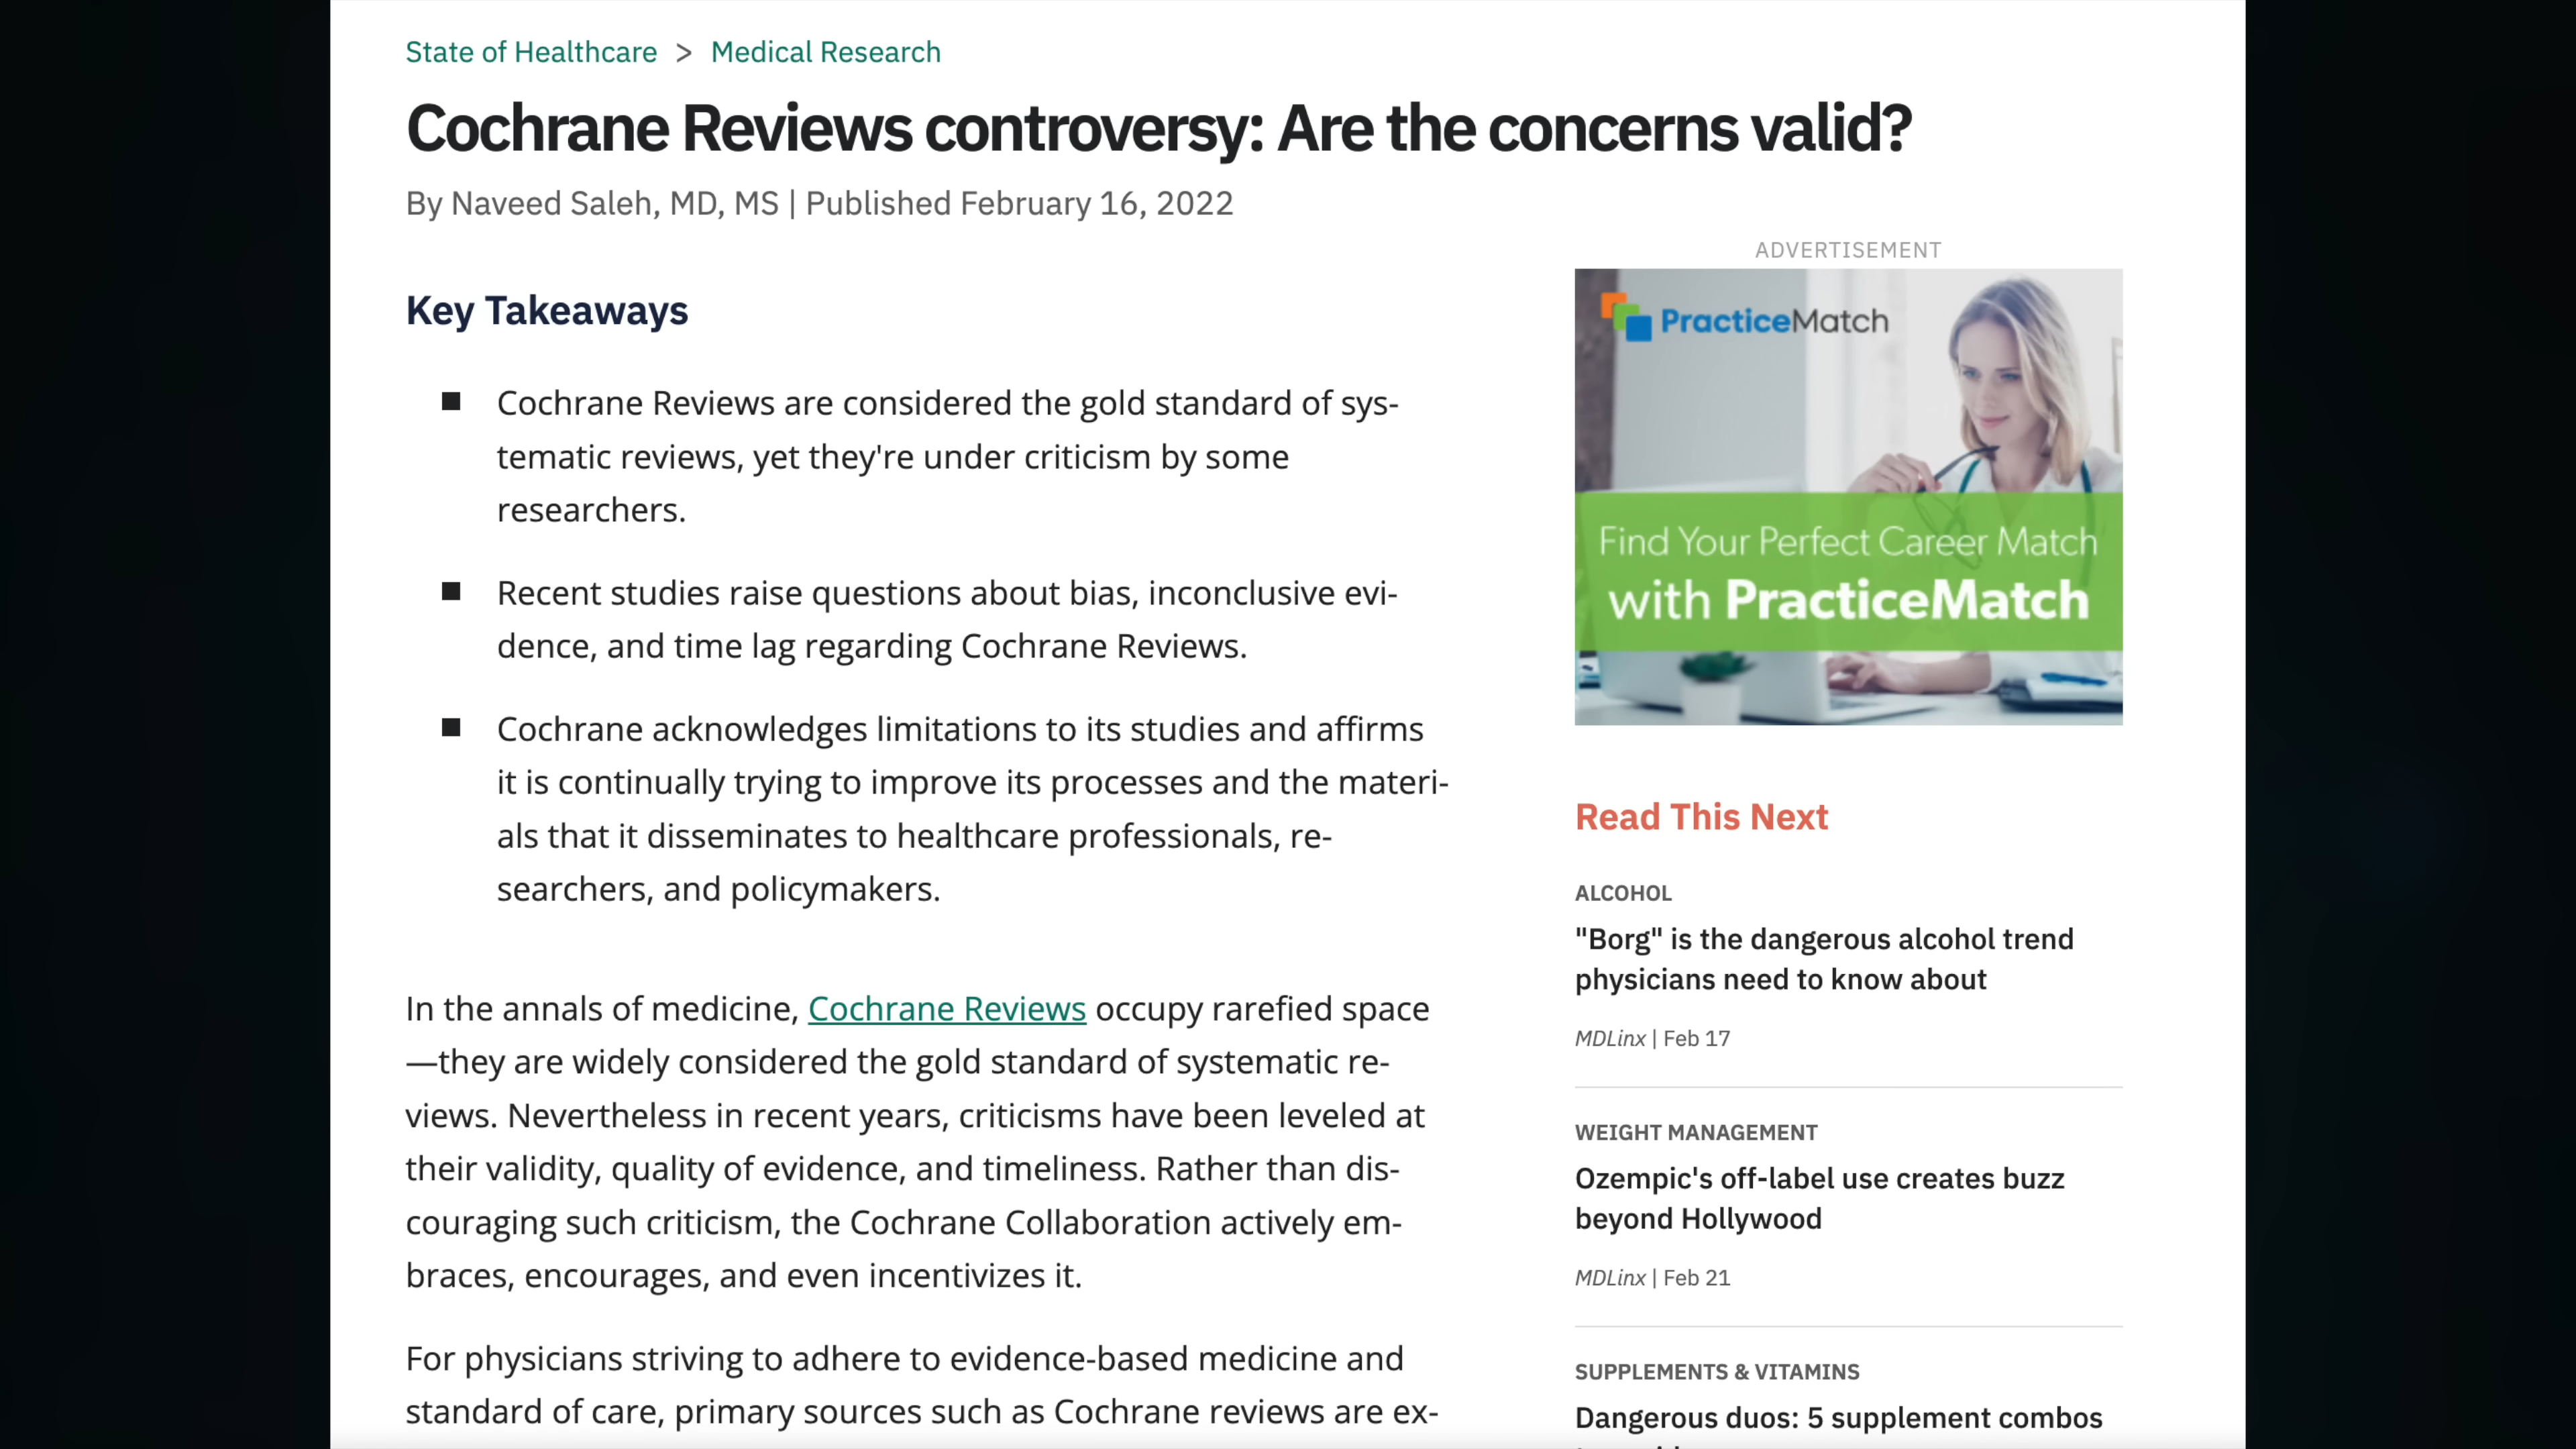 State of Healthcare > Medical Research
Cochrane Reviews controversy: Are the concerns valid?
By Naveed Saleh, MD, MS | Published February 16, 2022
Key Takeaways
■ Cochrane Reviews are considered the gold standard of sys-
tematic reviews, yet they're under criticism by some
researchers.
■ Recent studies raise questions about bias, inconclusive evi-
dence, and time lag regarding Cochrane Reviews.
■ Cochrane acknowledges limitations to its studies and affirms
it is continually trying to improve its processes and the materi-
als that it disseminates to healthcare professionals, re-
searchers, and policymakers.
In the annals of medicine, Cochrane Reviews occupy rarefied space
—they are widely considered the gold standard of systematic re-
views. Nevertheless in recent years, criticisms have been leveled at
their validity, quality of evidence, and timeliness. Rather than dis-
couraging such criticism, the Cochrane Collaboration actively em-
braces, encourages, and even incentivizes it.
For physicians striving to adhere to evidence-based medicine and
standard of care, primary sources such as Cochrane reviews are ex-
ADVERTISEMENT
PracticeMatch
Find Your Perfect Career Match
with PracticeMatch
Read This Next
ALCOHOL
"Borg" is the dangerous alcohol trend
physicians need to know about
MDLinx | Feb 17
WEIGHT MANAGEMENT
Ozempic's off-label use creates buzz
beyond Hollywood
MDLinx | Feb 21
SUPPLEMENTS & VITAMINS
Dangerous duos: 5 supplement combos